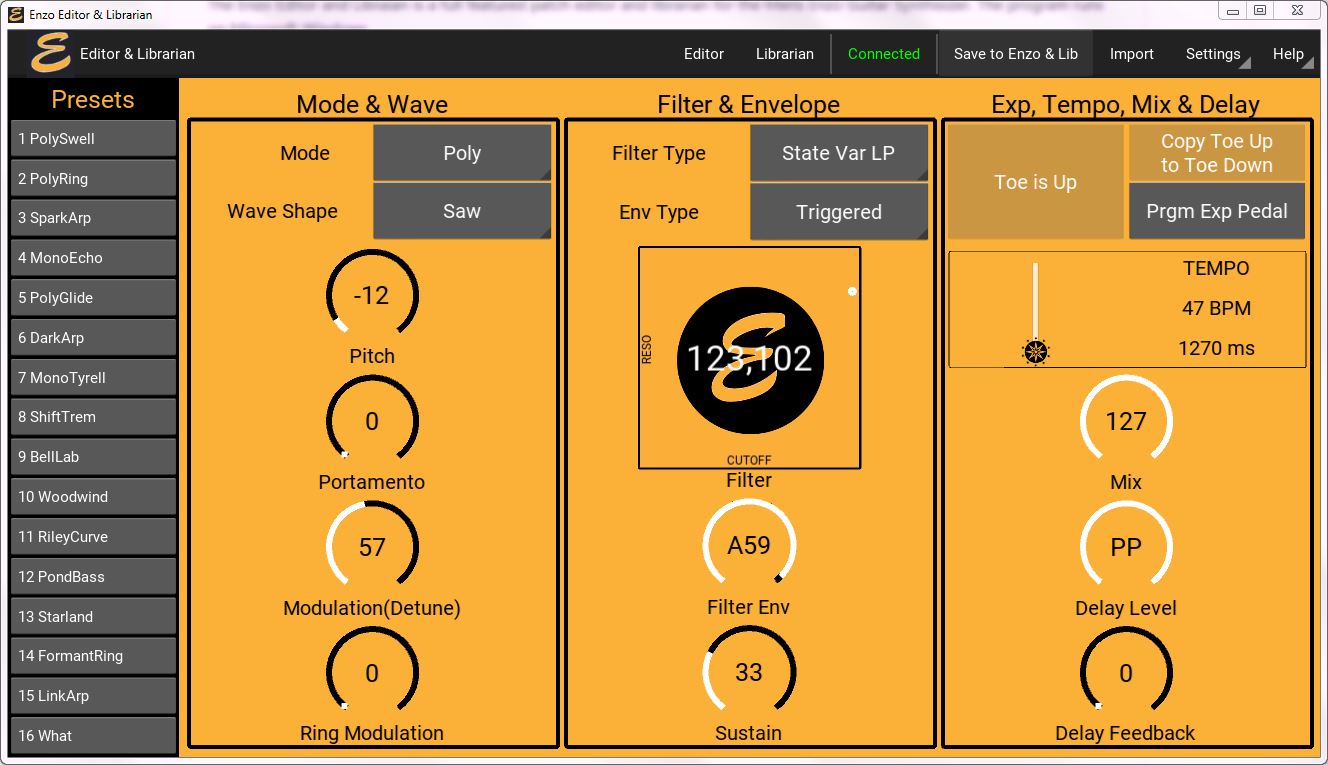 Enzo Editor & Librarian
Editor & Librarian
Editor
Librarian
Connected
Save to Enzo & Lib
Import
Settings
Help
Presets
1 PolySwell
2 PolyRing
3 SparkArp
4 MonoEcho
5 PolyGlide
6 DarkArp
7 MonoTyrell
8 ShiftTrem
9 BellLab
10 Woodwind
11 RileyCurve
12 PondBass
13 Starland
14 FormantRing
15 LinkArp
16 What
Mode & Wave
Mode
Poly
Wave Shape
Saw
-12
Pitch
0
Portamento
57
Modulation(Detune)
0
Ring Modulation
Filter & Envelope
Filter Type
State Var LP
Env Type
Triggered
RESO
123,102
CUTOFF
Filter
A59
Filter Env
33
Sustain
Exp, Tempo, Mix & Delay
Toe is Up
Copy Toe Up
to Toe Down
Prgm Exp Pedal
TEMPO
47 BPM
1270 ms
127
Mix
PP
Delay Level
0
Delay Feedback